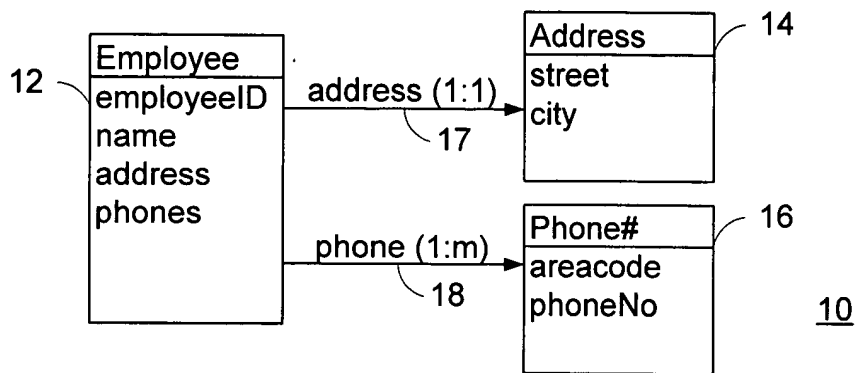 12
Employee
employeeID
name
address
phones
address (1:1)
17
Address
street
city
14
phone (1:m)
18
Phone#
areacode
phoneNo
16
10